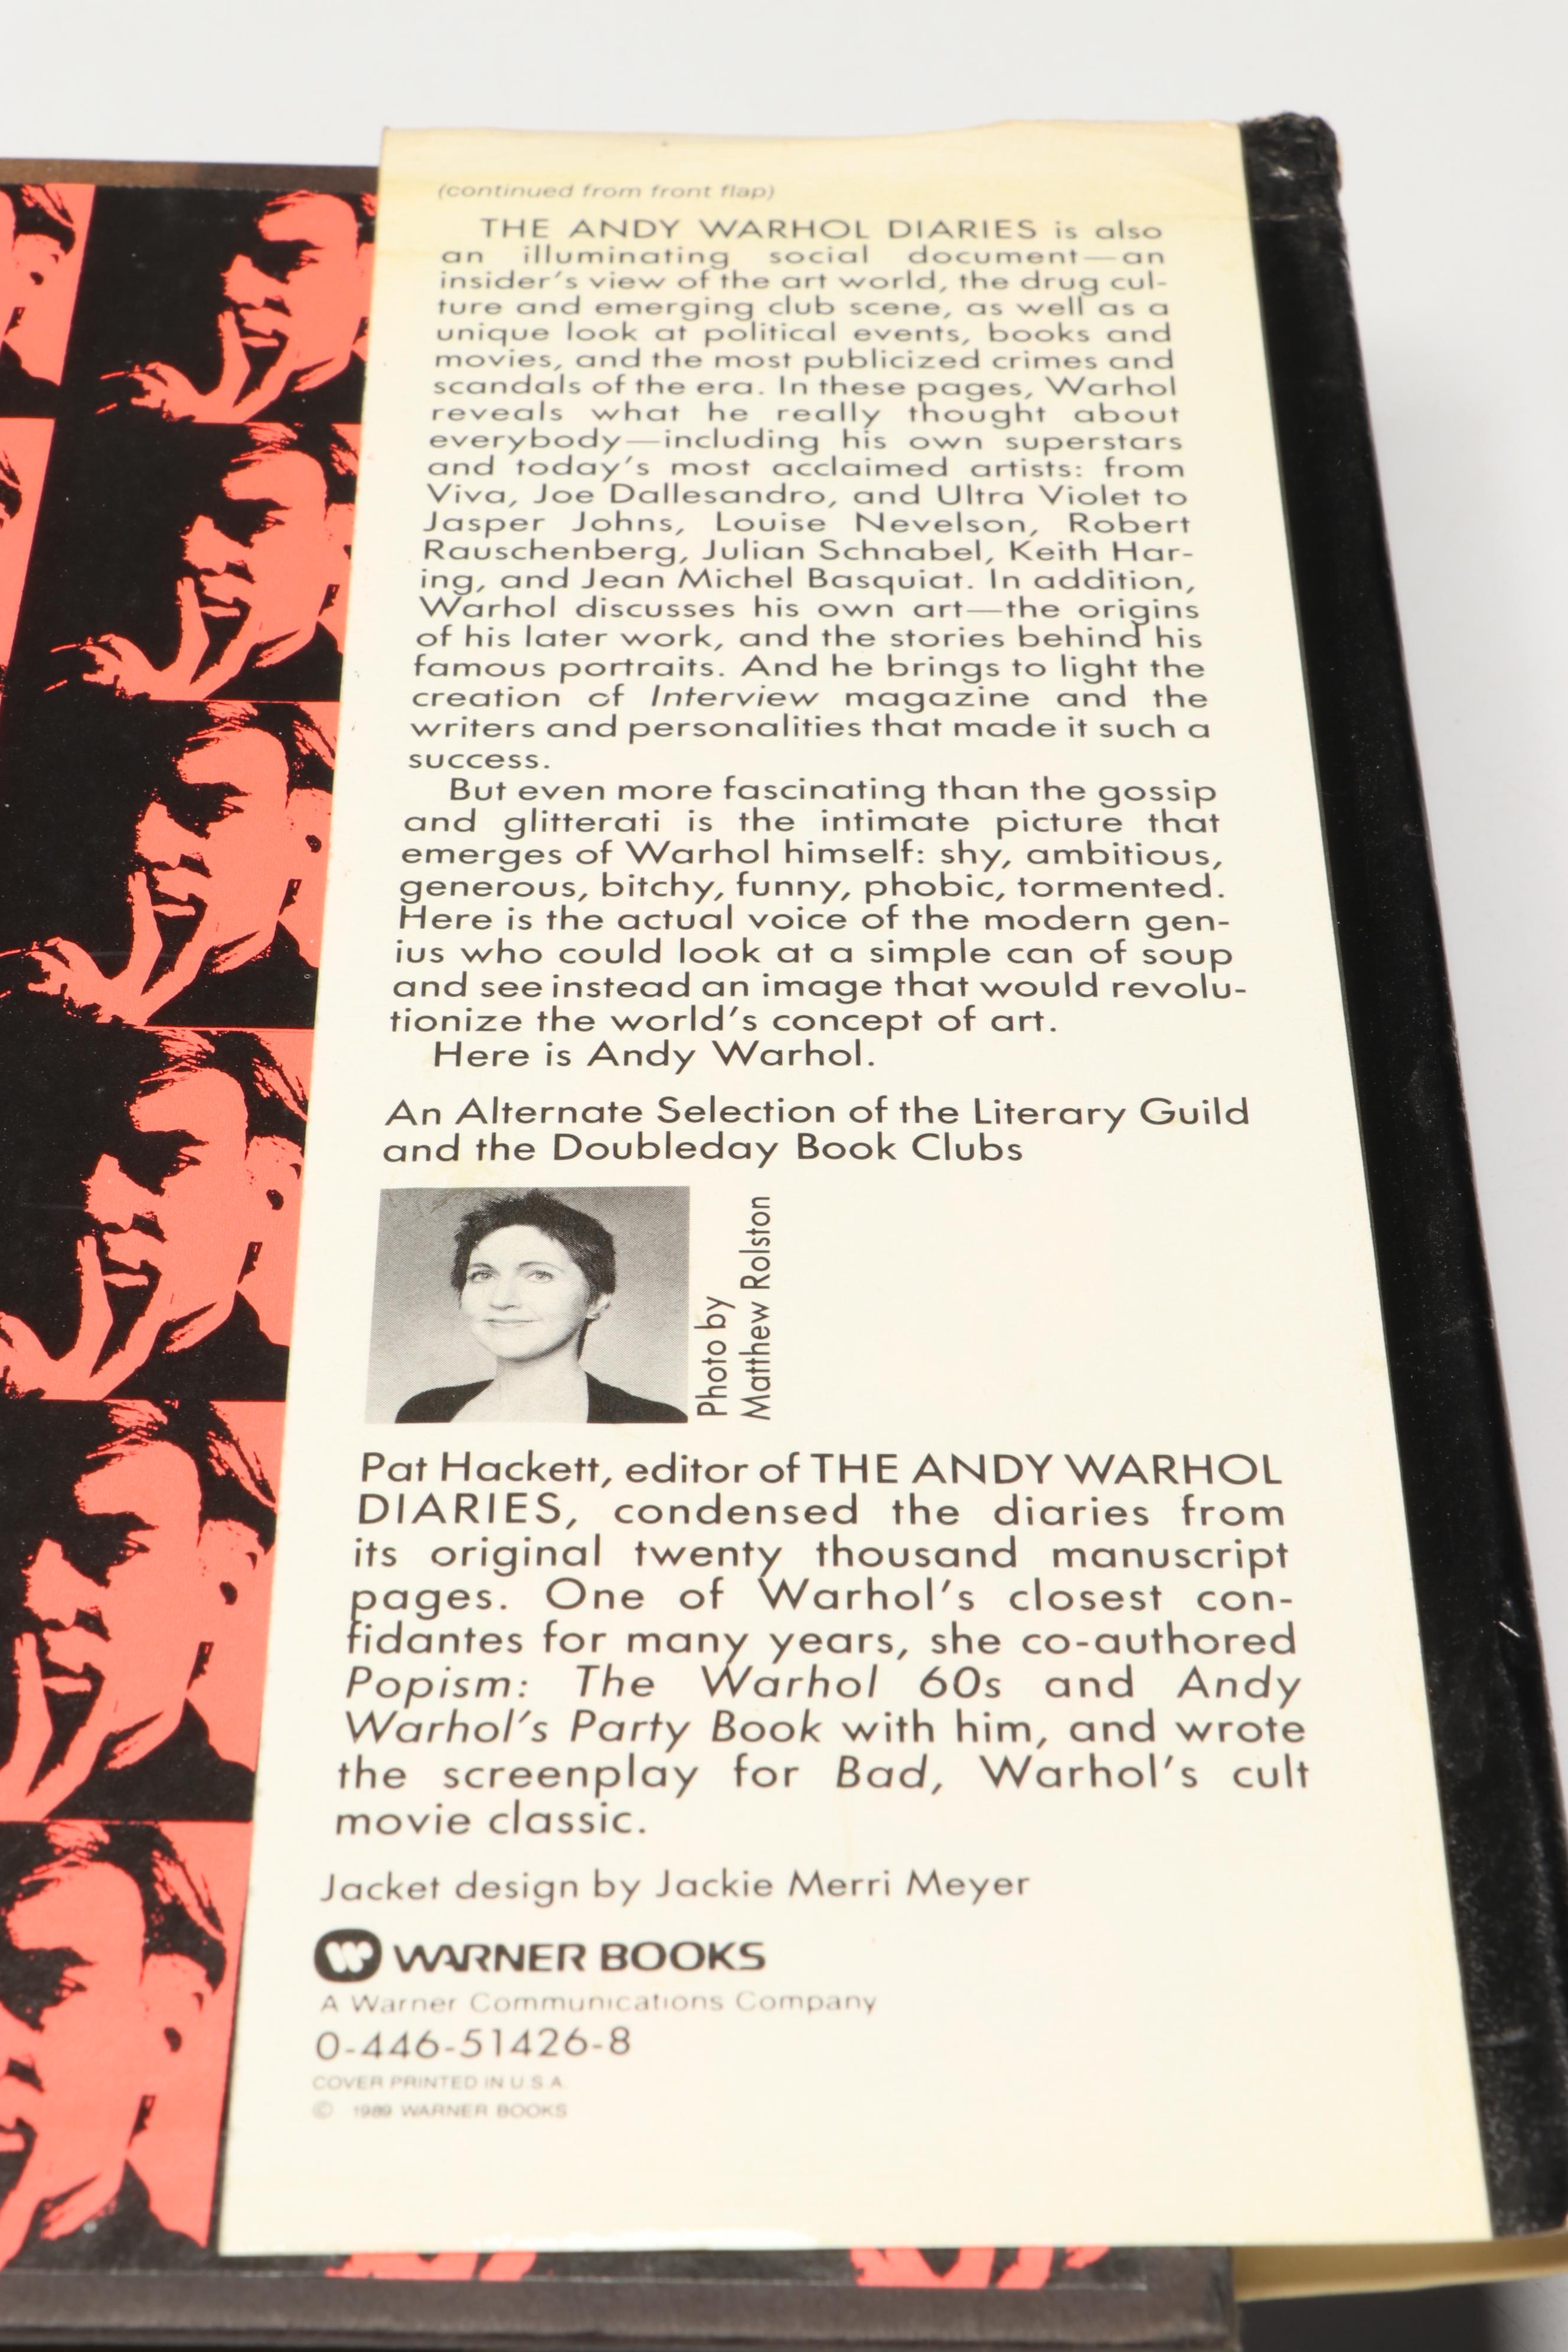 (continued from front flap)
THE ANDY WARHOL DIARIES is also
an illuminating social document—an
insider's view of the art world, the drug cul-
ture and emerging club scene, as well as a
unique look at political events, books and
movies, and the most publicized crimes and
scandals of the era. In these pages, Warhol
reveals what he really thought about
everybody—including his own superstars
and today's most acclaimed artists: from
Viva, Joe Dallesandro, and Ultra Violet to
Jasper Johns, Louise Nevelson, Robert
Rauschenberg, Julian Schnabel, Keith Har-
ing, and Jean Michel Basquiat. In addition,
Warhol discusses his own art—the origins
of his later work, and the stories behind his
famous portraits. And he brings to light the
creation of Interview magazine and the
writers and personalities that made it such a
success.
But even more fascinating than the gossip
and glitterati is the intimate picture that
emerges of Warhol himself: shy, ambitious,
generous, bitchy, funny, phobic, tormented.
Here is the actual voice of the modern gen-
ius who could look at a simple can of soup
and see instead an image that would revolu-
tionize the world's concept of art.
Here is Andy Warhol.
An Alternate Selection of the Literary Guild
and the Doubleday Book Clubs
Photo by
Matthew Rolston
Pat Hackett, editor of THE ANDY WARHOL
DIARIES, condensed the diaries from
its original twenty thousand manuscript
pages. One of Warhol's closest con-
fidantes for many years, she co-authored
Popism: The Warhol 60s and Andy
Warhol's Party Book with him, and wrote
the screenplay for Bad, Warhol's cult
movie classic.
Jacket design by Jackie Merri Meyer
WARNER BOOKS
A Warner Communications Company
0-446-51426-8
COVER PRINTED IN U.S.A.
© 1989 WARNER BOOKS